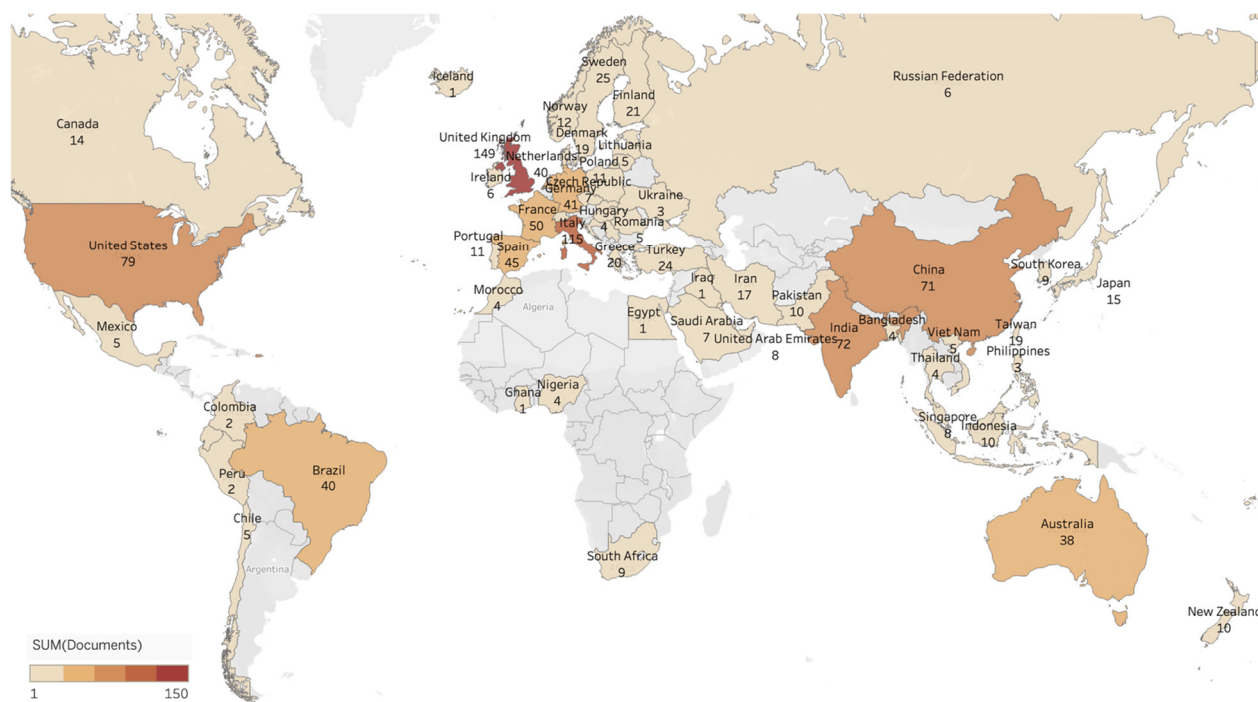 Iceland
1
Sweden
25
Russian Federation
6
Finland
21
Norway
12
Canada
14
Denmark
19
United Kingdom
149
Lithuania
5
Netherlands
40
Poland
11
Ireland
6
Czech Republic
7
Germany
41
Ukraine
3
France
50
Hungary
4
Italy
115
Romania
5
Portugal
11
Spain
45
Greece
20
Turkey
24
United States
79
China
71
South Korea
9
Japan
15
Iraq
1
Iran
17
Pakistan
10
Morocco
4
Algeria
Egypt
1
Saudi Arabia
7
United Arab Emirates
8
India
72
Bangladesh
4
Viet Nam
5
Taiwan
19
Mexico
5
Thailand
4
Philippines
3
Ghana
1
Nigeria
4
Colombia
2
Singapore
8
Indonesia
10
Peru
2
Brazil
40
Chile
5
Australia
38
South Africa
9
Argentina
New Zealand
10
SUM(Documents)
1
150